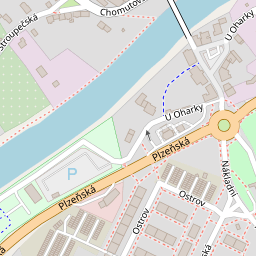 Chomutov
stroupečská
U Oharky
U Oharky
Plzeňská
P
Plzeňská
Nákladní
Ostrov
Ostrov
ská